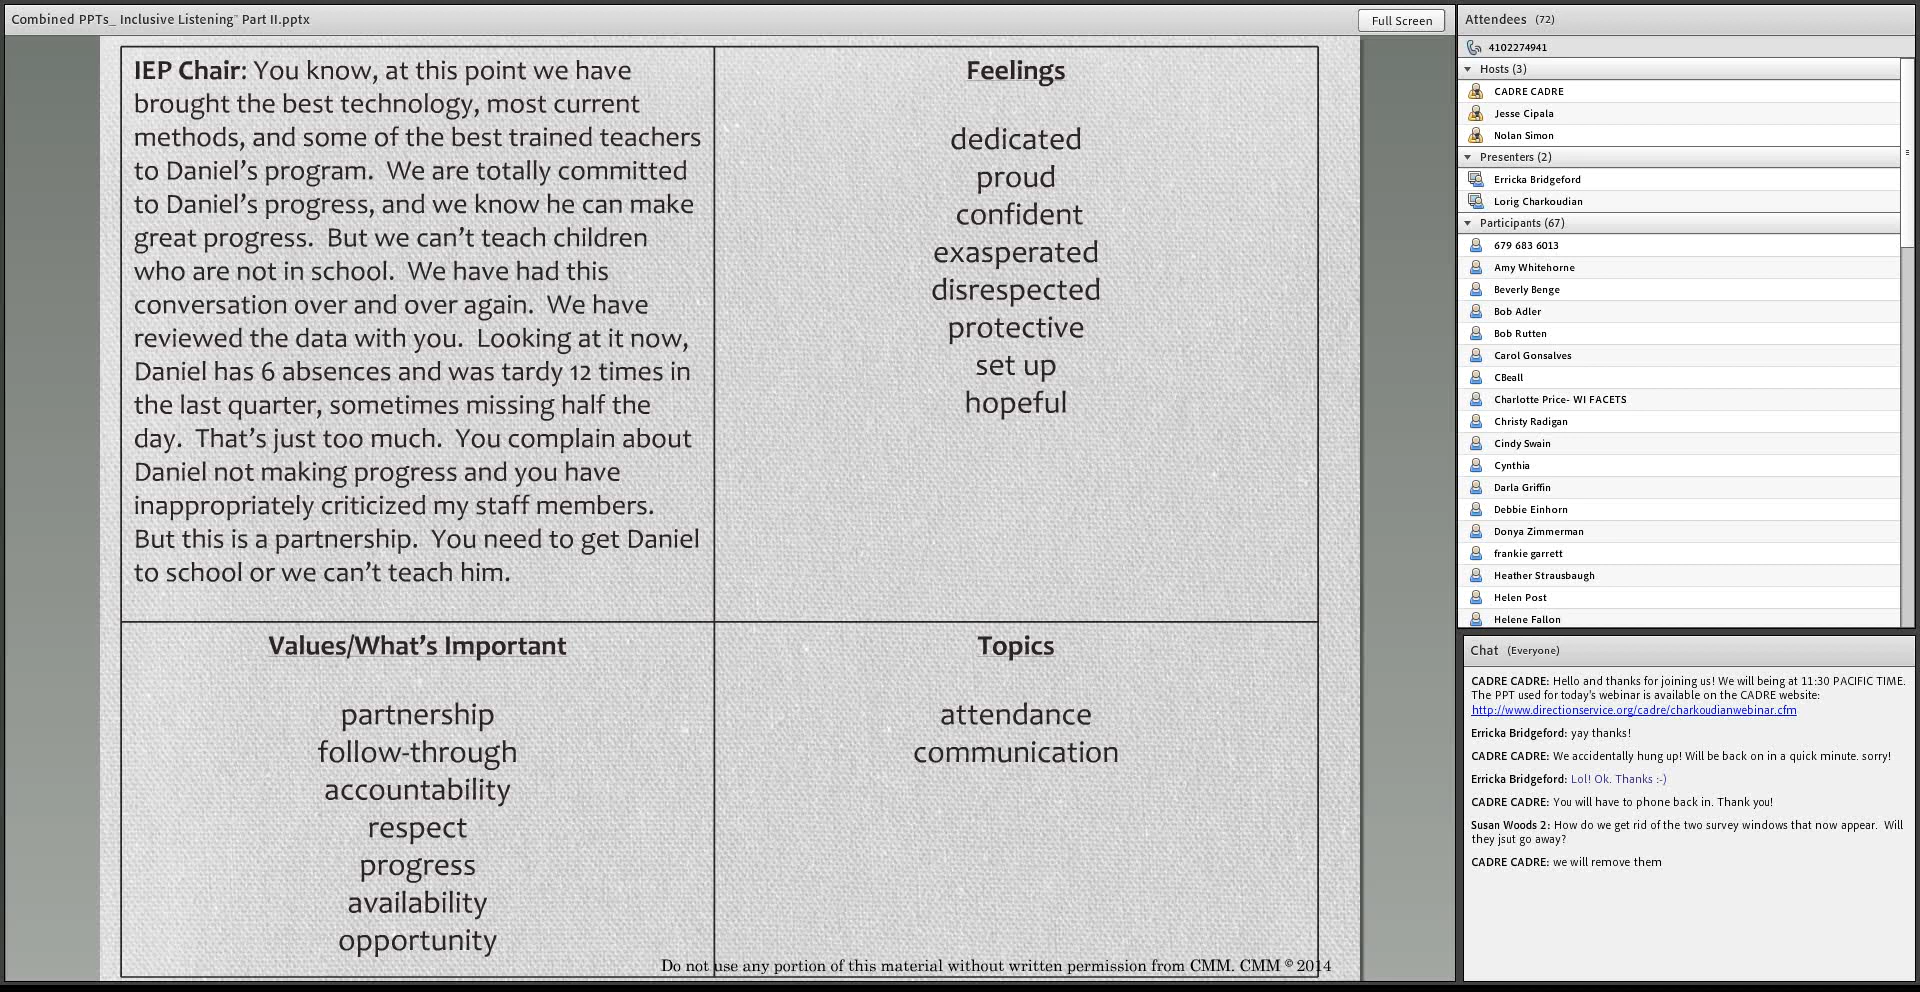 Combined PPTs_ Inclusive Listening™ Part II.pptx
Full Screen
IEP Chair: You know, at this point we have
brought the best technology, most current
methods, and some of the best trained teachers
to Daniel’s program.  We are totally committed
to Daniel’s progress, and we know he can make
great progress.  But we can’t teach children
who are not in school.  We have had this
conversation over and over again.  We have
reviewed the data with you.  Looking at it now,
Daniel has 6 absences and was tardy 12 times in
the last quarter, sometimes missing half the
day.  That’s just too much.  You complain about
Daniel not making progress and you have
inappropriately criticized my staff members.
But this is a partnership.  You need to get Daniel
to school or we can’t teach him.
Feelings
dedicated
proud
confident
exasperated
disrespected
protective
set up
hopeful
Values/What’s Important
partnership
follow-through
accountability
respect
progress
availability
opportunity
Topics
attendance
communication
Do not use any portion of this material without written permission from CMM. CMM © 2014
Attendees (72)
4102274941
Hosts (3)
CADRE CADRE
Jesse Cipala
Nolan Simon
Presenters (2)
Erricka Bridgeford
Lorig Charkoudian
Participants (67)
679 683 6013
Amy Whitehorne
Beverly Benge
Bob Adler
Bob Rutten
Carol Gonsalves
CBeall
Charlotte Price- WI FACETS
Christy Radigan
Cindy Swain
Cynthia
Darla Griffin
Debbie Einhorn
Donya Zimmerman
frankie garrett
Heather Strausbaugh
Helen Post
Helene Fallon
Chat (Everyone)
CADRE CADRE: Hello and thanks for joining us! We will being at 11:30 PACIFIC TIME.
The PPT used for today's webinar is available on the CADRE website:
http://www.directionservice.org/cadre/charkoudianwebinar.cfm
Erricka Bridgeford: yay thanks!
CADRE CADRE: We accidentally hung up! Will be back on in a quick minute. sorry!
Erricka Bridgeford: Lol! Ok. Thanks :-)
CADRE CADRE: You will have to phone back in. Thank you!
Susan Woods 2: How do we get rid of the two survey windows that now appear.  Will
they jsut go away?
CADRE CADRE: we will remove them